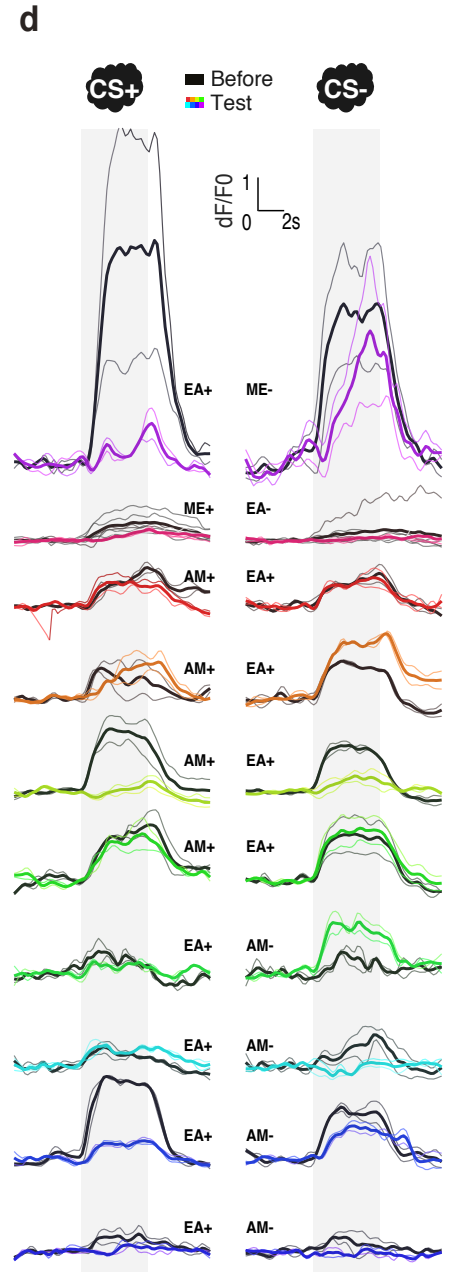 d
CS+
Before
Test
CS-
dF/F0
1
0
2s
EA+ ME-
ME+ EA-
AM+ EA+
AM+ EA+
AM+ EA+
AM+ EA+
EA+ AM-
EA+ AM-
EA+ AM-
EA+ AM-